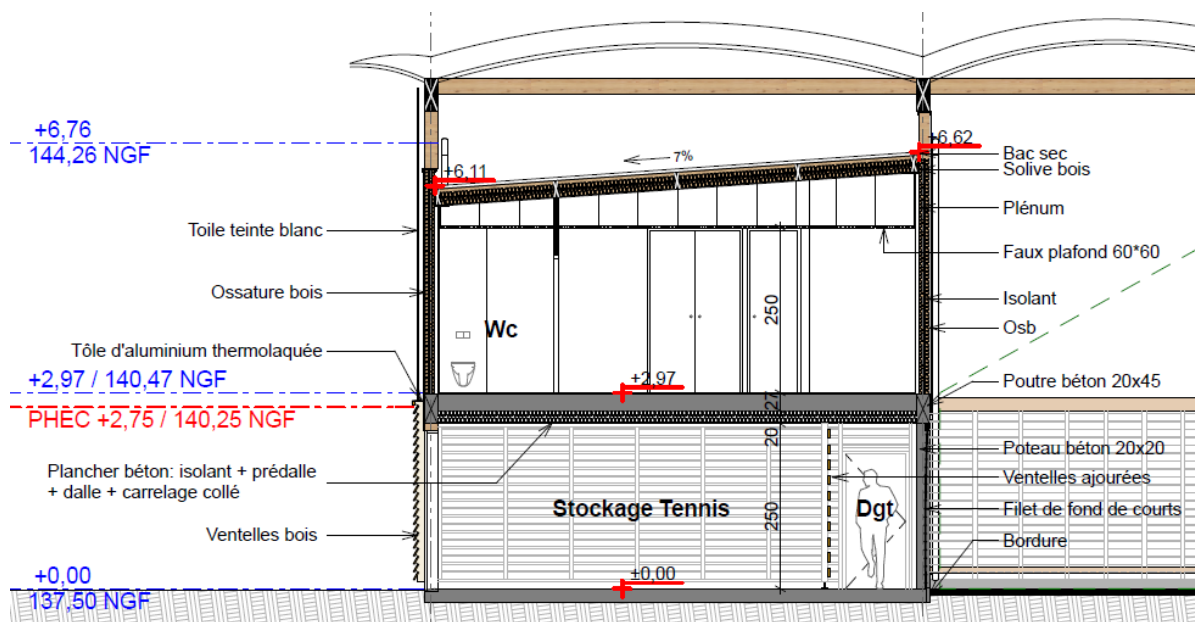 +6,76
144,26 NGF
7%
+6,62
+6,11
Bac sec
Solive bois
Plénum
Toile teinte blanc
Faux plafond 60*60
Ossature bois
250
Isolant
Wc
Osb
Tôle d'aluminium thermolaquée
+2,97 / 140,47 NGF
+2,97
Poutre béton 20x45
27
PHEC +2,75 / 140,25 NGF
20
Poteau béton 20x20
Plancher béton: isolant + prédalle
+ dalle + carrelage collé
Ventelles ajourées
Stockage Tennis
Dgt
Filet de fond de courts
250
Ventelles bois
Bordure
+0,00
±0,00
137,50 NGF